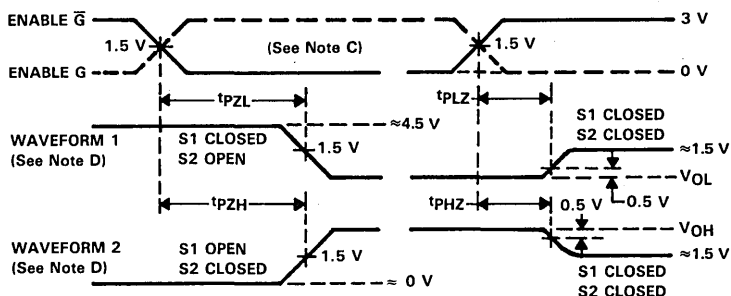 ENABLE G̅
3 V
1.5 V
(See Note C)
1.5 V
ENABLE G
0 V
tPZL
tPLZ
S1 CLOSED
S2 CLOSED
≈4.5 V
WAVEFORM 1
(See Note D)
S1 CLOSED
S2 OPEN
1.5 V
≈1.5 V
VOL
0.5 V
tPZH
tPHZ
0.5 V
VOH
WAVEFORM 2
(See Note D)
S1 OPEN
S2 CLOSED
1.5 V
≈1.5 V
≈ 0 V
S1 CLOSED
S2 CLOSED